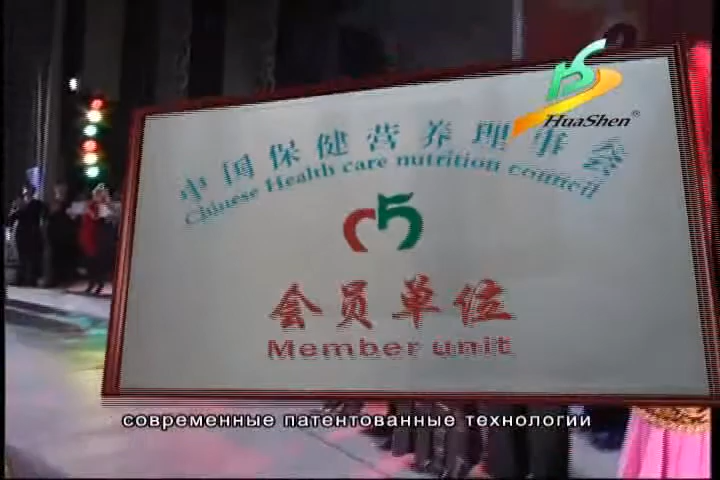 HuaShen®
中国保健营养理事会
Chinese Health care nutrition council
会员单位
Member unit
современные патентованные технологии